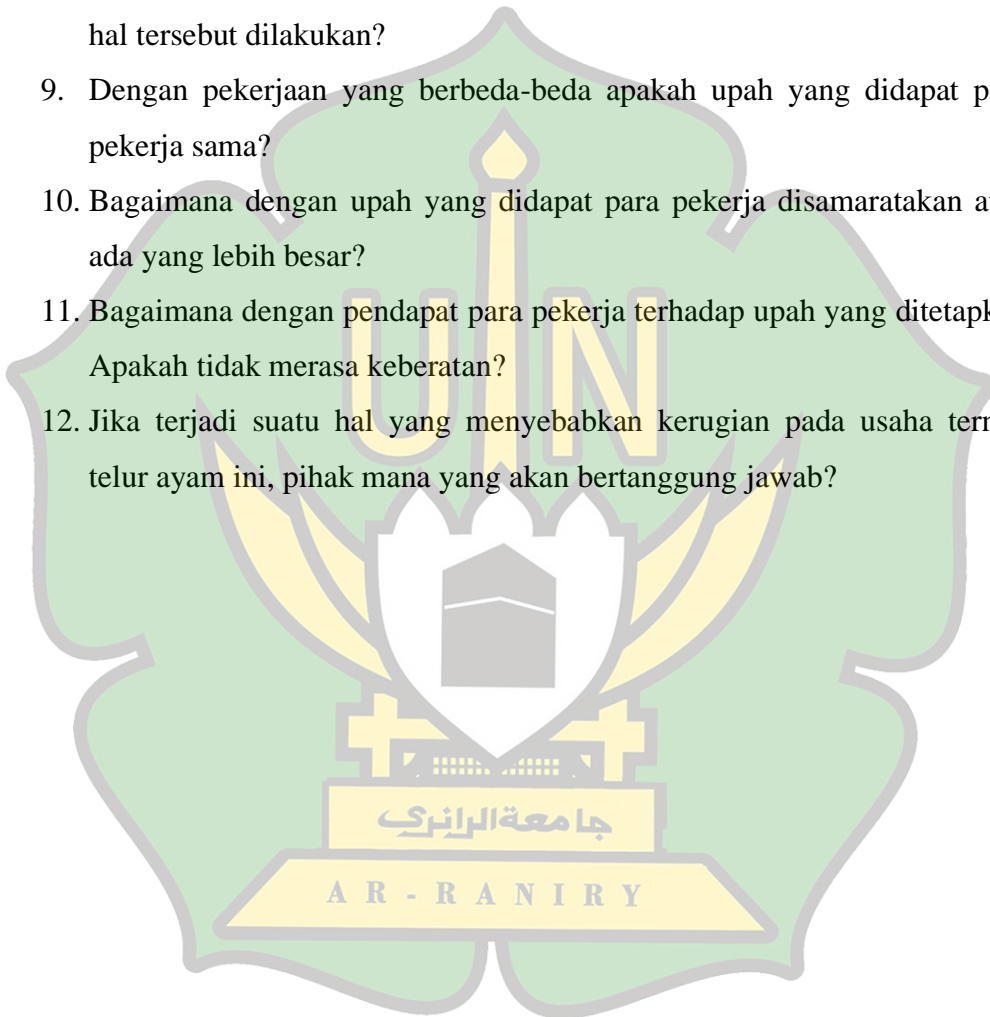 hal tersebut dilakukan?
9. Dengan pekerjaan yang berbeda-beda apakah upah yang didapat p
pekerja sama?
10. Bagaimana dengan upah yang didapat para pekerja disamaratakan a
ada yang lebih besar?
11. Bagaimana dengan pendapat para pekerja terhadap upah yang ditetapk
Apakah tidak merasa keberatan?
12. Jika terjadi suatu hal yang menyebabkan kerugian pada usaha tern
telur ayam ini, pihak mana yang akan bertanggung jawab?
UIN
جامعةالرانري
AR-RANIRY